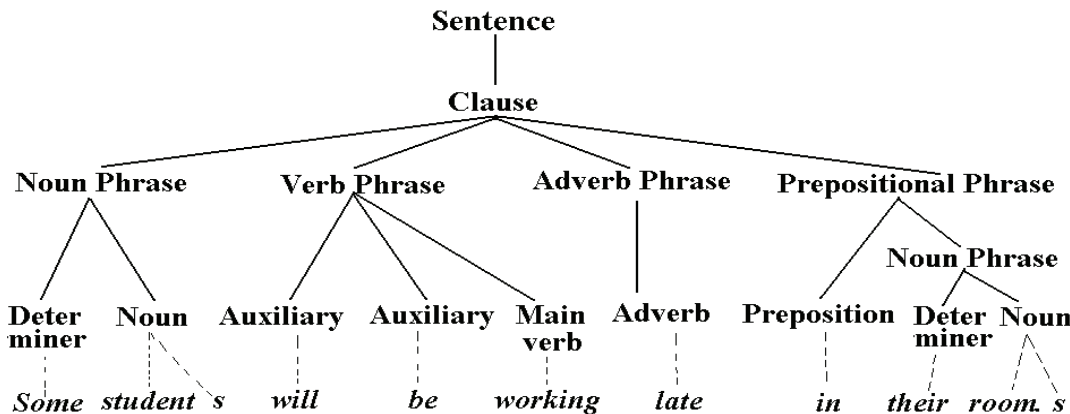 Sentence
Clause
Noun Phrase Verb Phrase Adverb Phrase Prepositional Phrase
Noun Phrase
Deter Noun Auxiliary Auxiliary Main Adverb Preposition Deter Noun
miner verb miner
Some student s will be working late in their room. s